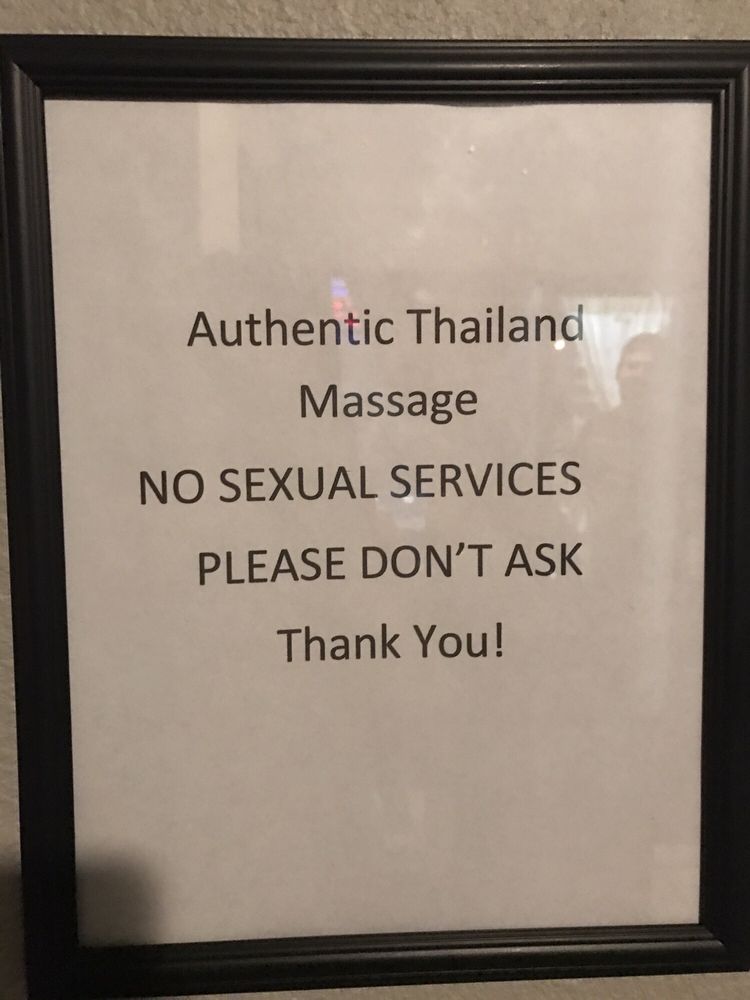 Authentic Thailand
Massage
NO SEXUAL SERVICES
PLEASE DON'T ASK
Thank You!